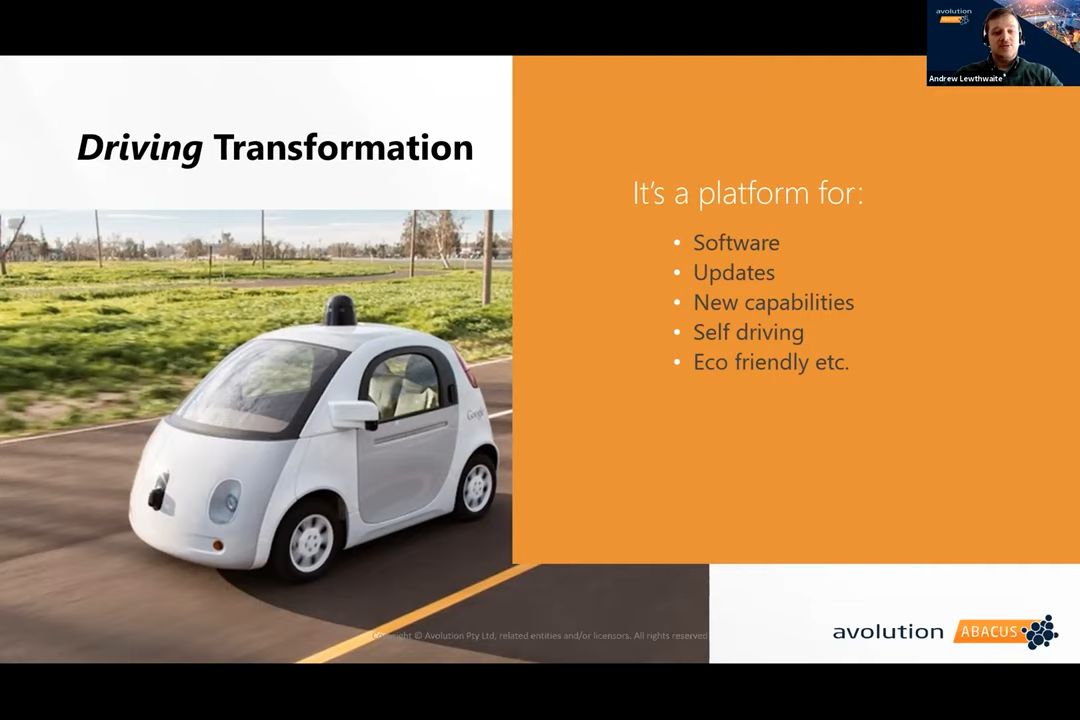 avolution
Andrew Lewthwaite
Driving Transformation
It's a platform for:
• Software
• Updates
• New capabilities
• Self driving
• Eco friendly etc.
Google
Copyright © Avolution Pty Ltd, related entities and/or licensors. All rights reserved
avolution ABACUS